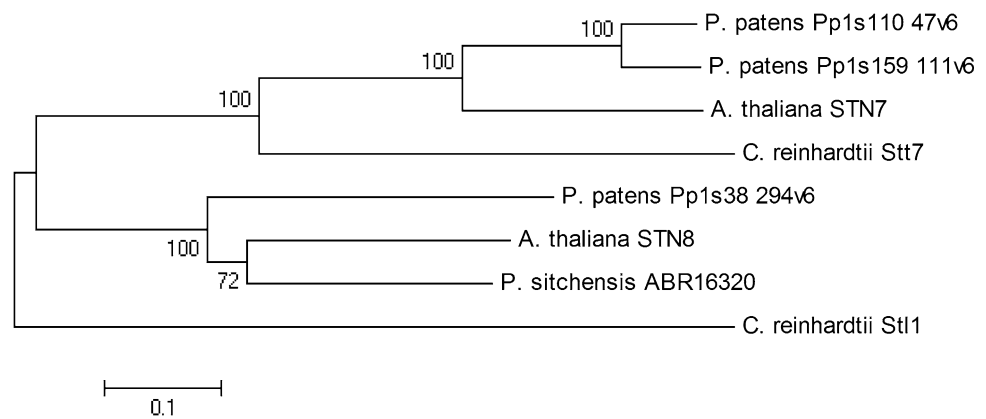 100 P. patens Pp1s110 47v6
100 P. patens Pp1s159 111v6
100 A. thaliana STN7
C. reinhardtii Stt7
P. patens Pp1s38 294v6
100 A. thaliana STN8
72 P. sitchensis ABR16320
C. reinhardtii Stl1
0.1